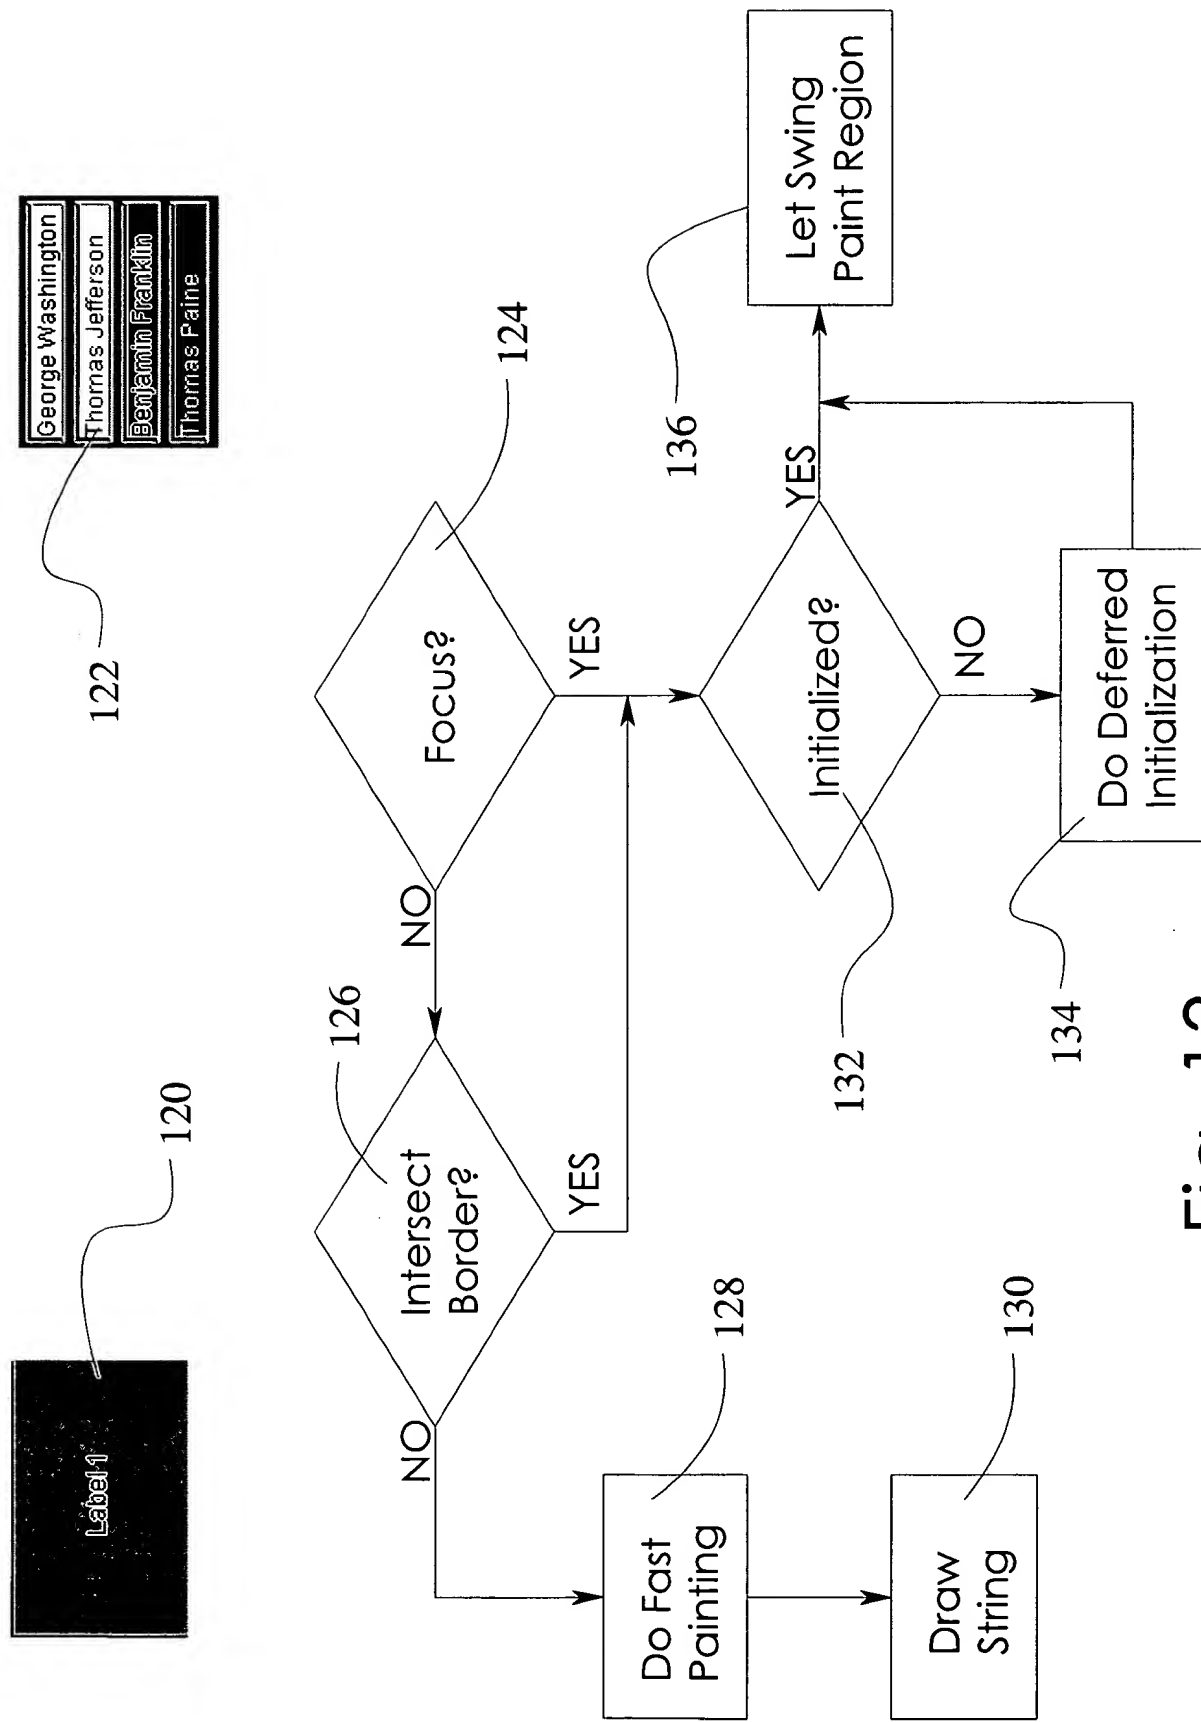 Label 1
120
George Washington
Thomas Jefferson
Benjamin Franklin
Thomas Paine
122
Focus?
124
NO
YES
Intersect
Border?
126
NO
YES
Do Fast
Painting
128
Draw
String
130
Initialized?
132
YES
NO
Do Deferred
Initialization
134
Let Swing
Paint Region
136